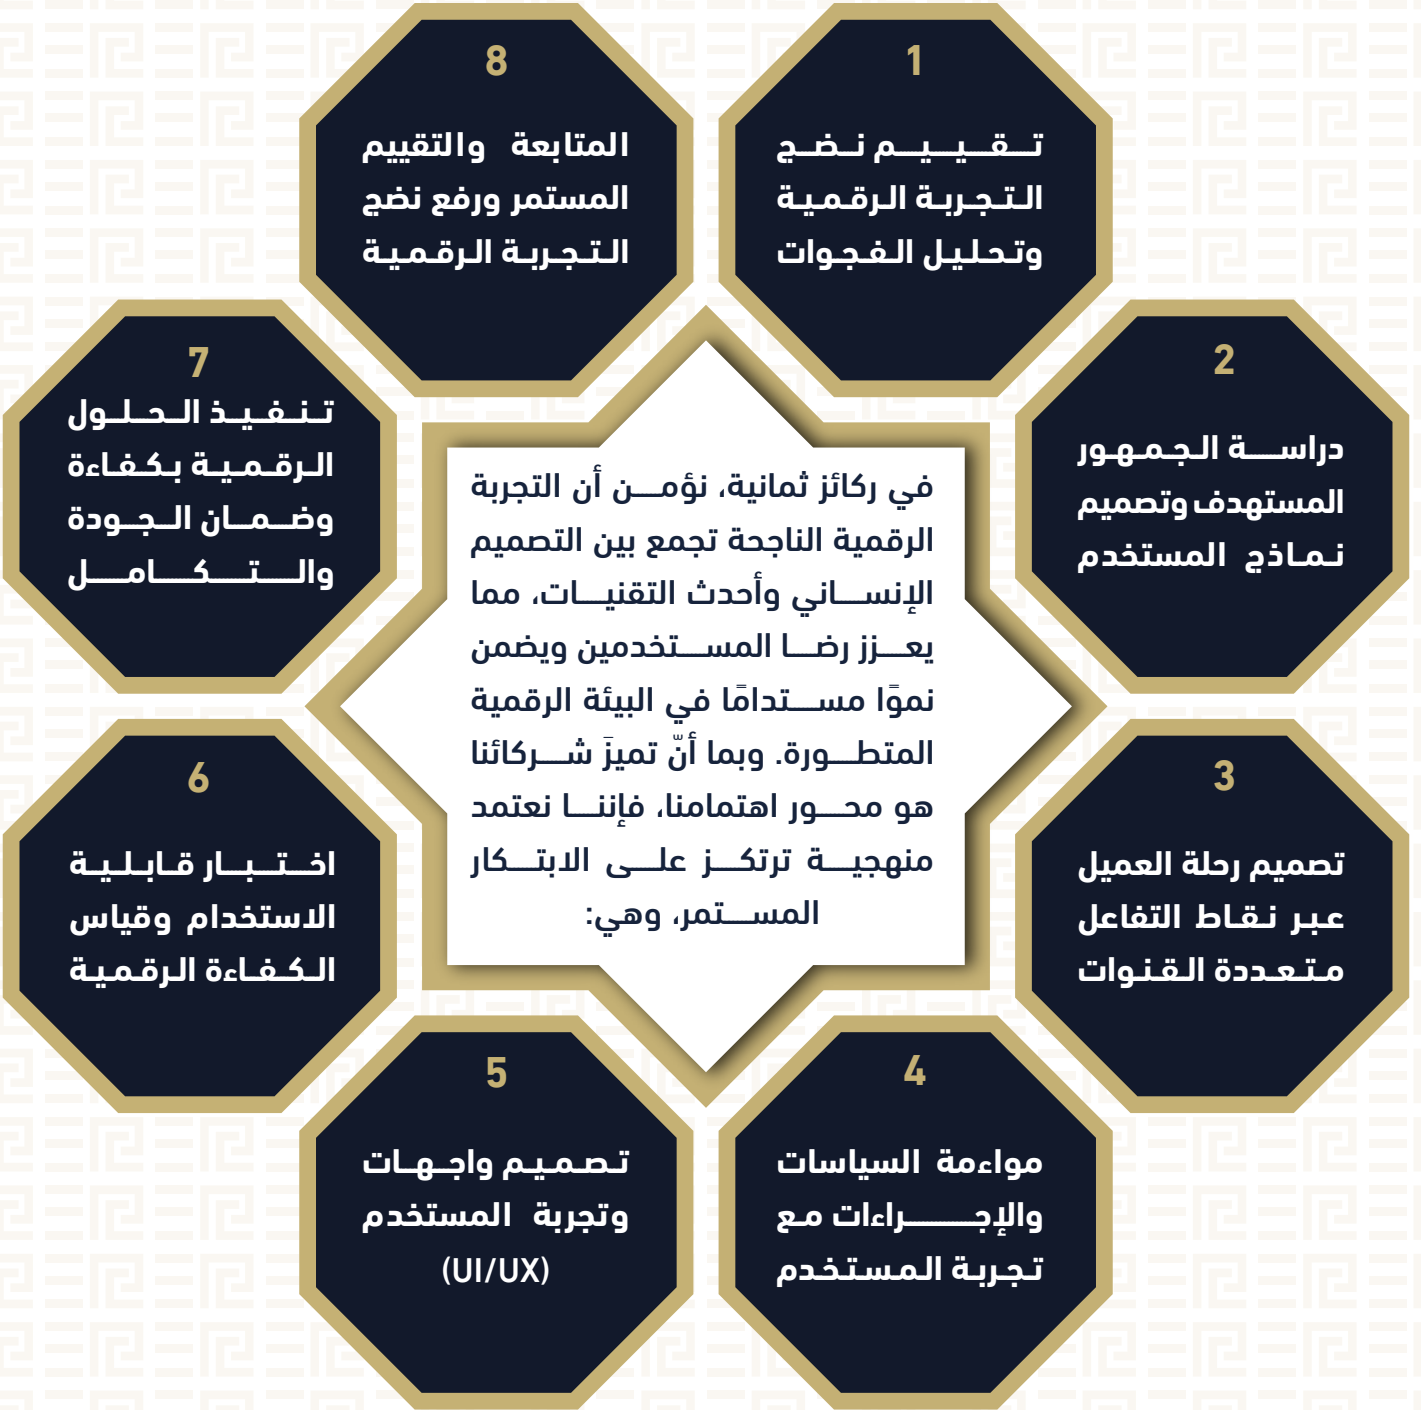 في ركائز ثمانية، نؤمن أن التجربة
الرقمية الناجحة تجمع بين التصميم
الإنساني وأحدث التقنيات، مما
يعزز رضا المستخدمين ويضمن
نموًا مستدامًا في البيئة الرقمية
المتطورة. وبما أنّ تميزَ شركائنا
هو محور اهتمامنا، فإننا نعتمد
منهجية ترتكز على الابتكار
المستمر، وهي:
1
تقييم نضج
التجربة الرقمية
وتحليل الفجوات
2
دراسة الجمهور
المستهدف وتصميم
نماذج المستخدم
3
تصميم رحلة العميل
عبر نقاط التفاعل
متعددة القنوات
4
مواءمة السياسات
والإجراءات مع
تجربة المستخدم
5
تصميم واجهات
وتجربة المستخدم
(UI/UX)
6
اختبار قابلية
الاستخدام وقياس
الكفاءة الرقمية
7
تنفيذ الحلول
الرقمية بكفاءة
وضمان الجودة
والتكامل
8
المتابعة والتقييم
المستمر ورفع نضج
التجربة الرقمية